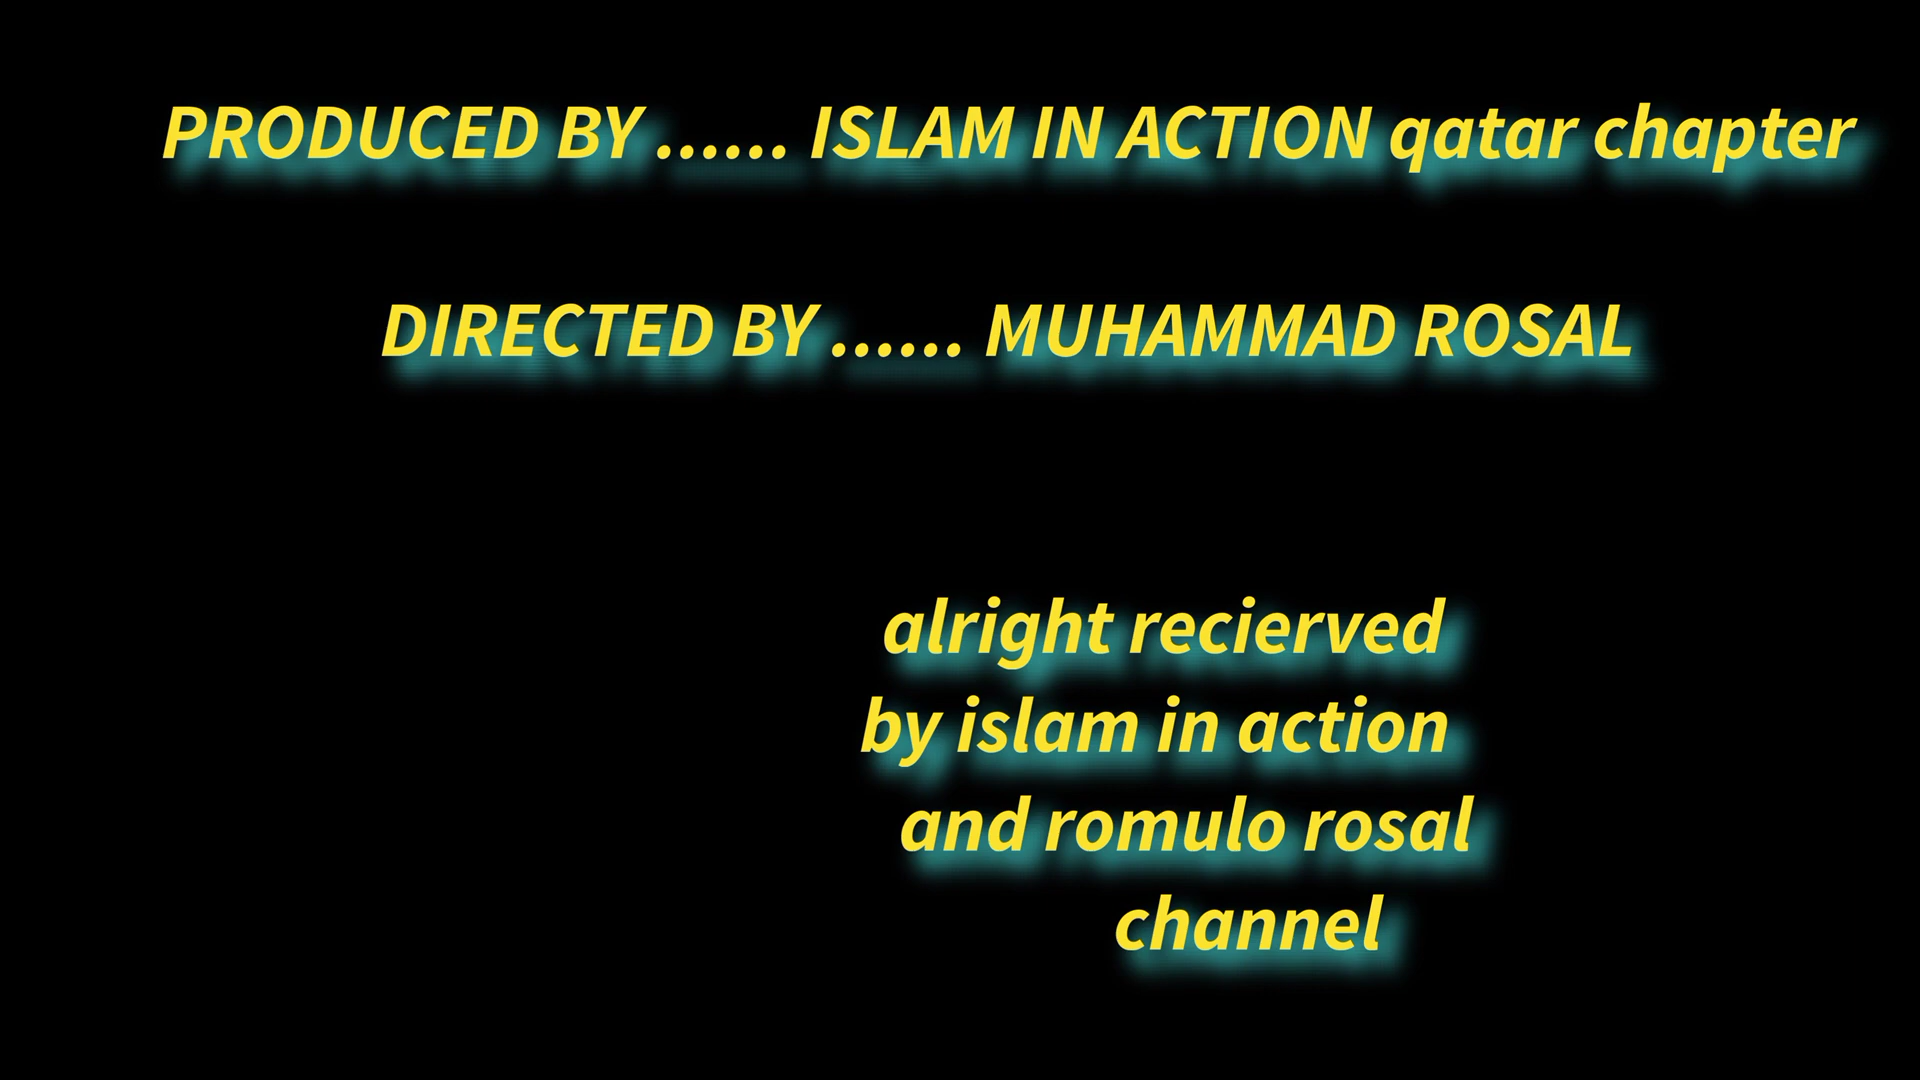 PRODUCED BY ...... ISLAM IN ACTION qatar chapter
DIRECTED BY ...... MUHAMMAD ROSAL
alright recierved
by islam in action
and romulo rosal
channel